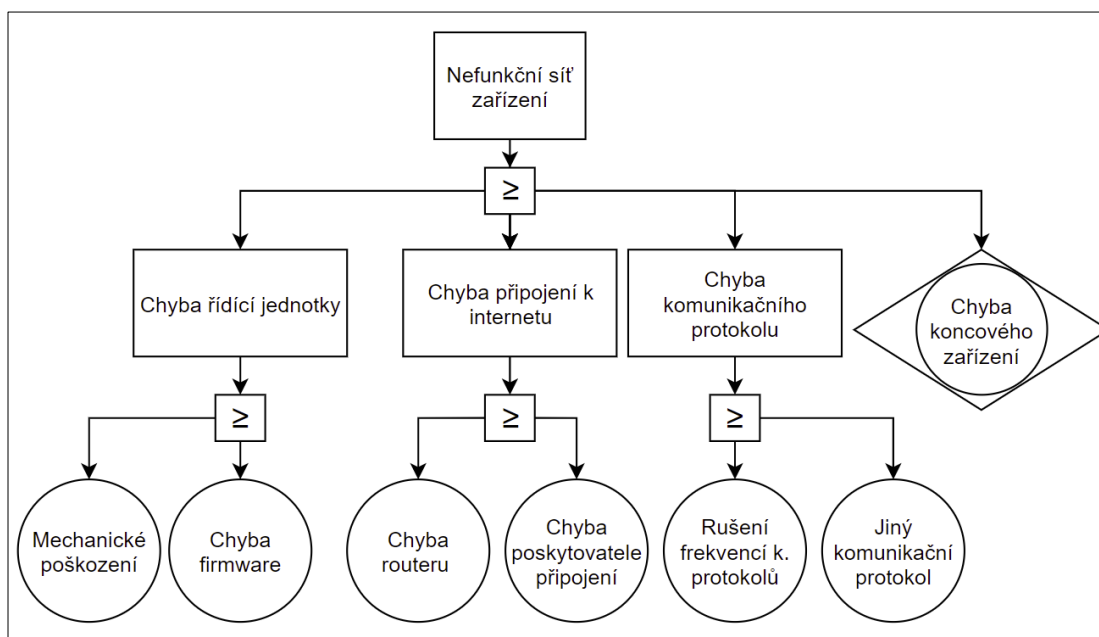 Nefunkční síť
zařízení
≥
Chyba řídící jednotky
Chyba připojení k
internetu
Chyba
komunikačního
protokolu
Chyba
koncového
zařízení
≥
≥
≥
Mechanické
poškození
Chyba
firmware
Chyba
routeru
Chyba
poskytovatele
připojení
Rušení
frekvencí k.
protokolů
Jiný
komunikační
protokol